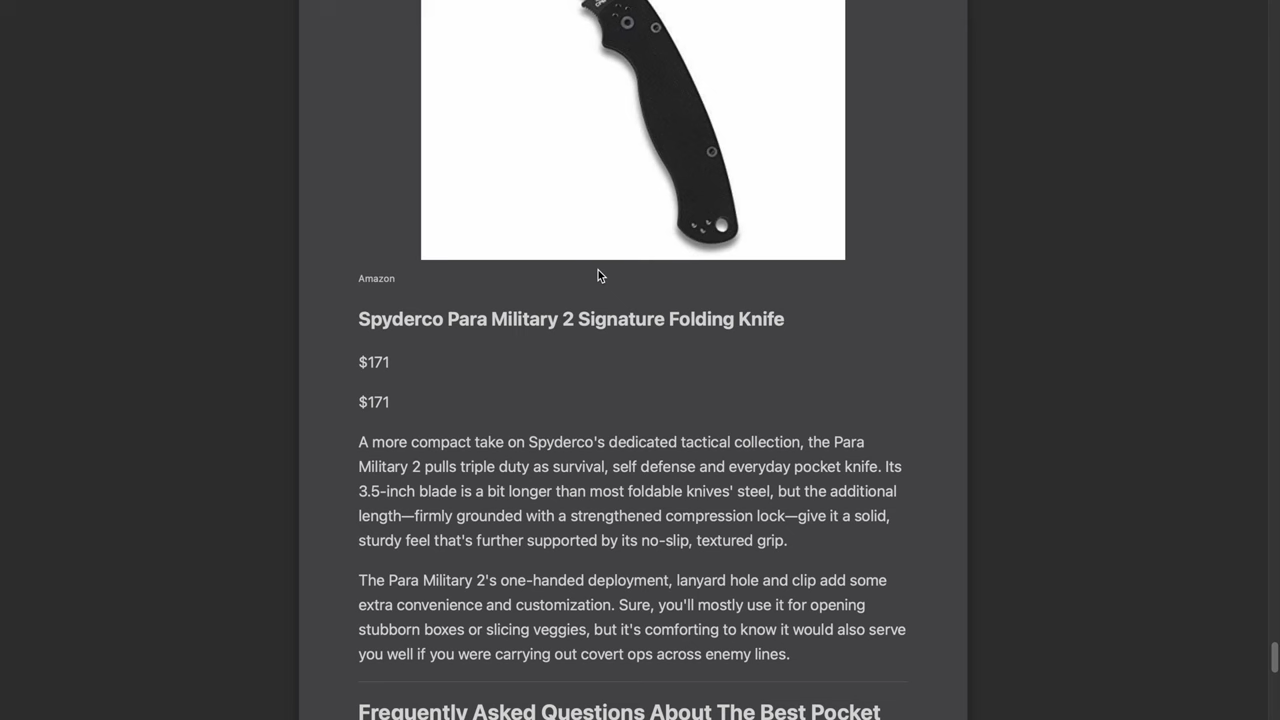 Amazon
Spyderco Para Military 2 Signature Folding Knife
$171
$171
A more compact take on Spyderco's dedicated tactical collection, the Para
Military 2 pulls triple duty as survival, self defense and everyday pocket knife. Its
3.5-inch blade is a bit longer than most foldable knives' steel, but the additional
length—firmly grounded with a strengthened compression lock—give it a solid,
sturdy feel that's further supported by its no-slip, textured grip.
The Para Military 2's one-handed deployment, lanyard hole and clip add some
extra convenience and customization. Sure, you'll mostly use it for opening
stubborn boxes or slicing veggies, but it's comforting to know it would also serve
you well if you were carrying out covert ops across enemy lines.
Frequently Asked Questions About The Best Pocket